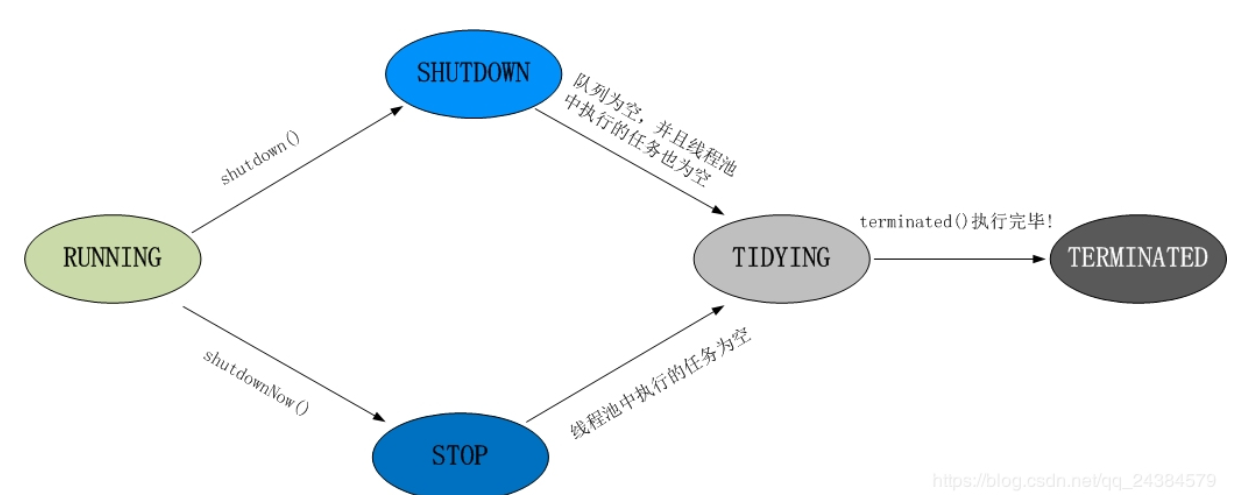 SHUTDOWN
队列为空，并且线程池
中执行的任务也为空
shutdown()
terminated()执行完毕!
RUNNING
TIDYING
TERMINATED
shutdownNow()
线程池中执行的任务为空
STOP
https://blog.csdn.net/qq_24384579